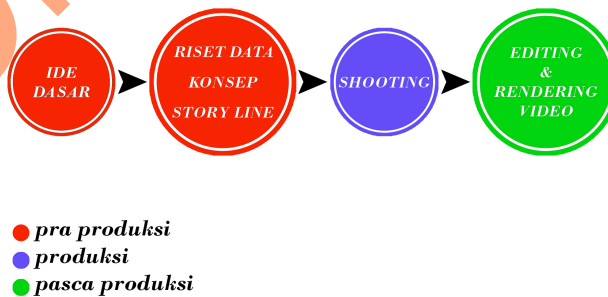 IDE
DASAR
RISET DATA
KONSEP
STORY LINE
SHOOTING
EDITING
&
RENDERING
VIDEO
pra produksi
produksi
pasca produksi